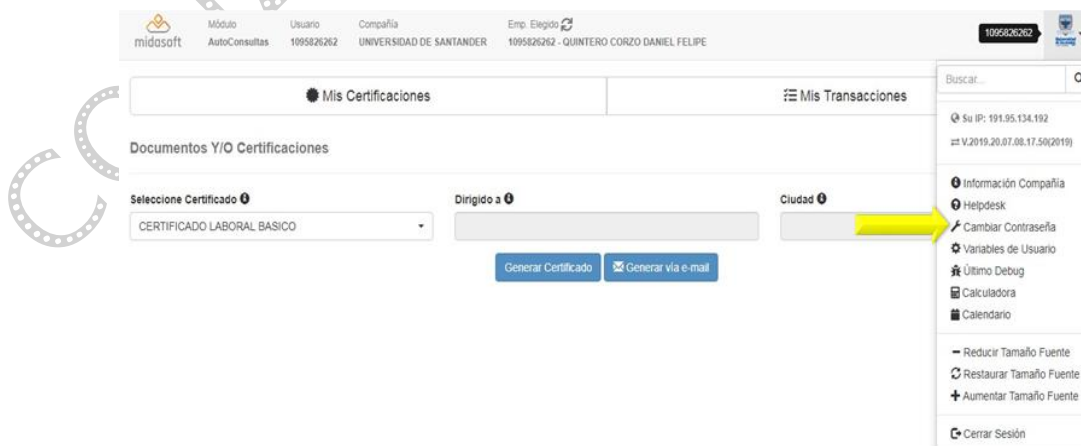 midasoft
Módulo
AutoConsultas
Usuario
1095826262
Compañía
UNIVERSIDAD DE SANTANDER
Emp. Elegido
1095826262 - QUINTERO CORZO DANIEL FELIPE
1095826262
Mis Certificaciones
Mis Transacciones
Documentos Y/O Certificaciones
Seleccione Certificado
CERTIFICADO LABORAL BASICO
Dirigido a
Ciudad
Generar Certificado
Generar vía e-mail
Buscar...
Su IP: 191.95.134.192
V.2019.20.07.08.17.50(2019)
Información Compañía
Helpdesk
Cambiar Contraseña
Variables de Usuario
Último Debug
Calculadora
Calendario
Reducir Tamaño Fuente
Restaurar Tamaño Fuente
Aumentar Tamaño Fuente
Cerrar Sesión